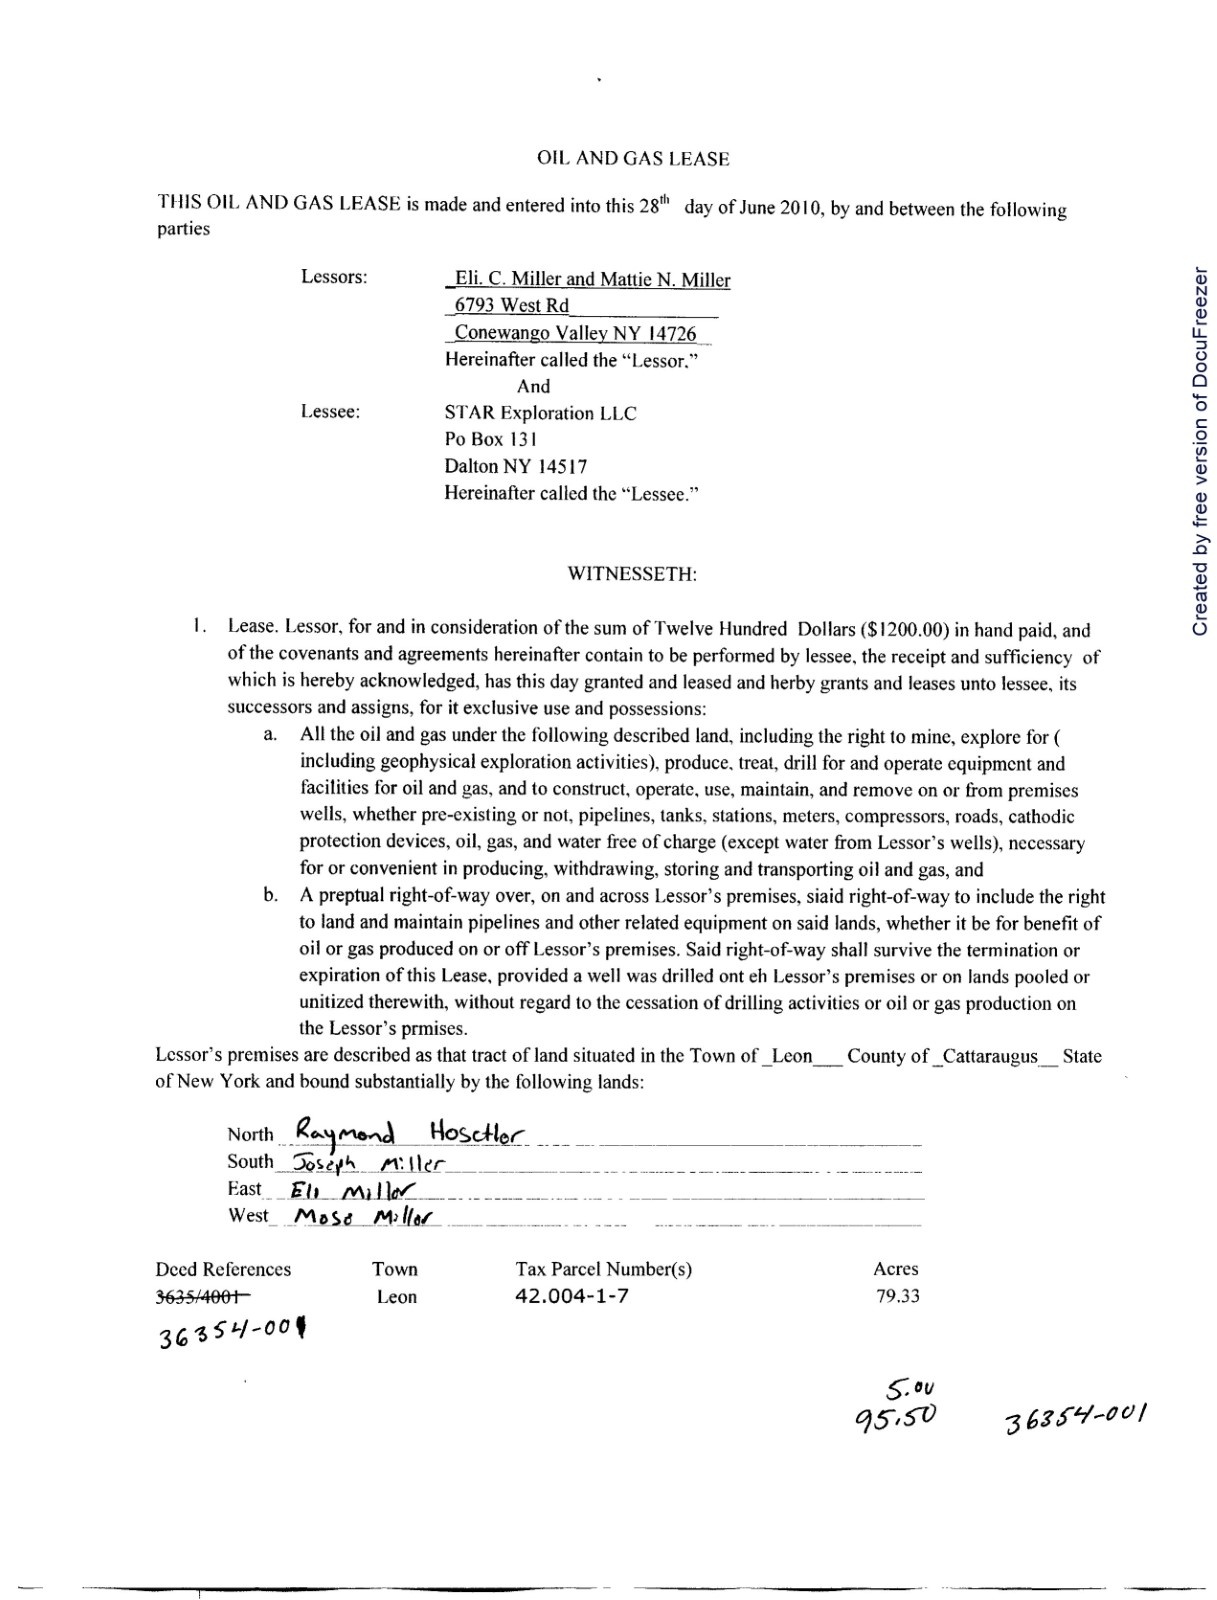 OIL AND GAS LEASE
THIS OIL AND GAS LEASE is made and entered into this 28th day of June 2010, by and between the following
parties
Lessors: Eli. C. Miller and Mattie N. Miller
6793 West Rd
Conewango Valley NY 14726
Hereinafter called the “Lessor.”
And
Lessee: STAR Exploration LLC
Po Box 131
Dalton NY 14517
Hereinafter called the “Lessee.”
WITNESSETH:
1. Lease. Lessor, for and in consideration of the sum of Twelve Hundred Dollars ($1200.00) in hand paid, and
of the covenants and agreements hereinafter contain to be performed by lessee, the receipt and sufficiency of
which is hereby acknowledged, has this day granted and leased and herby grants and leases unto lessee, its
successors and assigns, for it exclusive use and possessions:
a. All the oil and gas under the following described land, including the right to mine, explore for (
including geophysical exploration activities), produce, treat, drill for and operate equipment and
facilities for oil and gas, and to construct, operate, use, maintain, and remove on or from premises
wells, whether pre-existing or not, pipelines, tanks, stations, meters, compressors, roads, cathodic
protection devices, oil, gas, and water free of charge (except water from Lessor’s wells), necessary
for or convenient in producing, withdrawing, storing and transporting oil and gas, and
b. A preptual right-of-way over, on and across Lessor’s premises, siaid right-of-way to include the right
to land and maintain pipelines and other related equipment on said lands, whether it be for benefit of
oil or gas produced on or off Lessor’s premises. Said right-of-way shall survive the termination or
expiration of this Lease, provided a well was drilled ont eh Lessor’s premises or on lands pooled or
unitized therewith, without regard to the cessation of drilling activities or oil or gas production on
the Lessor’s prmises.
Lessor’s premises are described as that tract of land situated in the Town of _Leon___ County of _Cattaraugus__ State
of New York and bound substantially by the following lands:
North Raymond Hosetler
South Joseph Miller
East Eli Miller
West Mose Miller
Deed References Town Tax Parcel Number(s) Acres
3635/4001 Leon 42.004-1-7 79.33
36354-001
5.00
95.50 36354-001
Created by free version of DocuFreezer